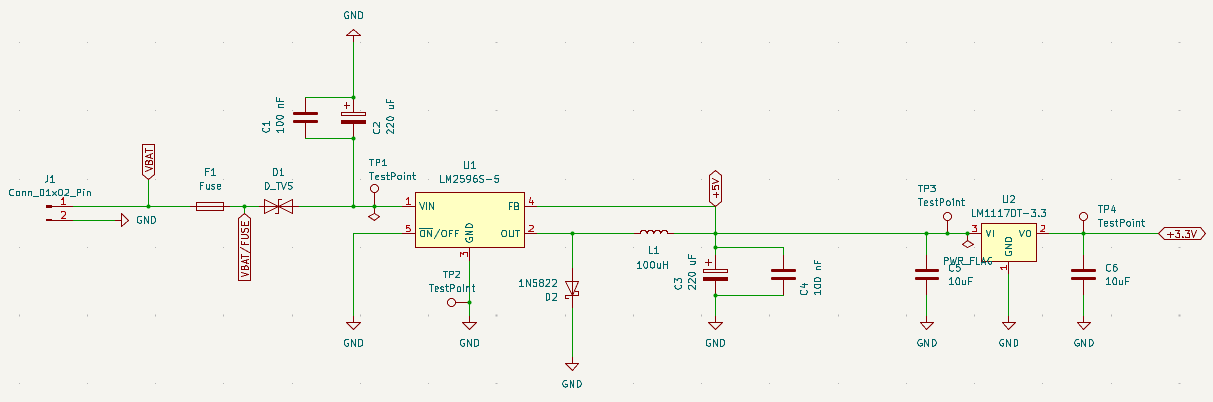 GND
C1
100 nF
+
C2
220 uF
J1
Conn_01x02_Pin
1
2
GND
VBAT
F1
Fuse
VBAT/FUSE
D1
D_TVS
TP1
TestPoint
U1
LM2596S-5
1
VIN
FB
4
5
ON/OFF
GND
OUT
2
3
TP2
TestPoint
GND
GND
1N5822
D2
GND
L1
100uH
+5V
C3
220 uF
+
C4
100 nF
GND
TP3
TestPoint
U2
LM1117DT-3.3
3
VI
VO
2
GND
1
PWR_FLAG
C5
10uF
GND
GND
TP4
TestPoint
+3.3V
C6
10uF
GND